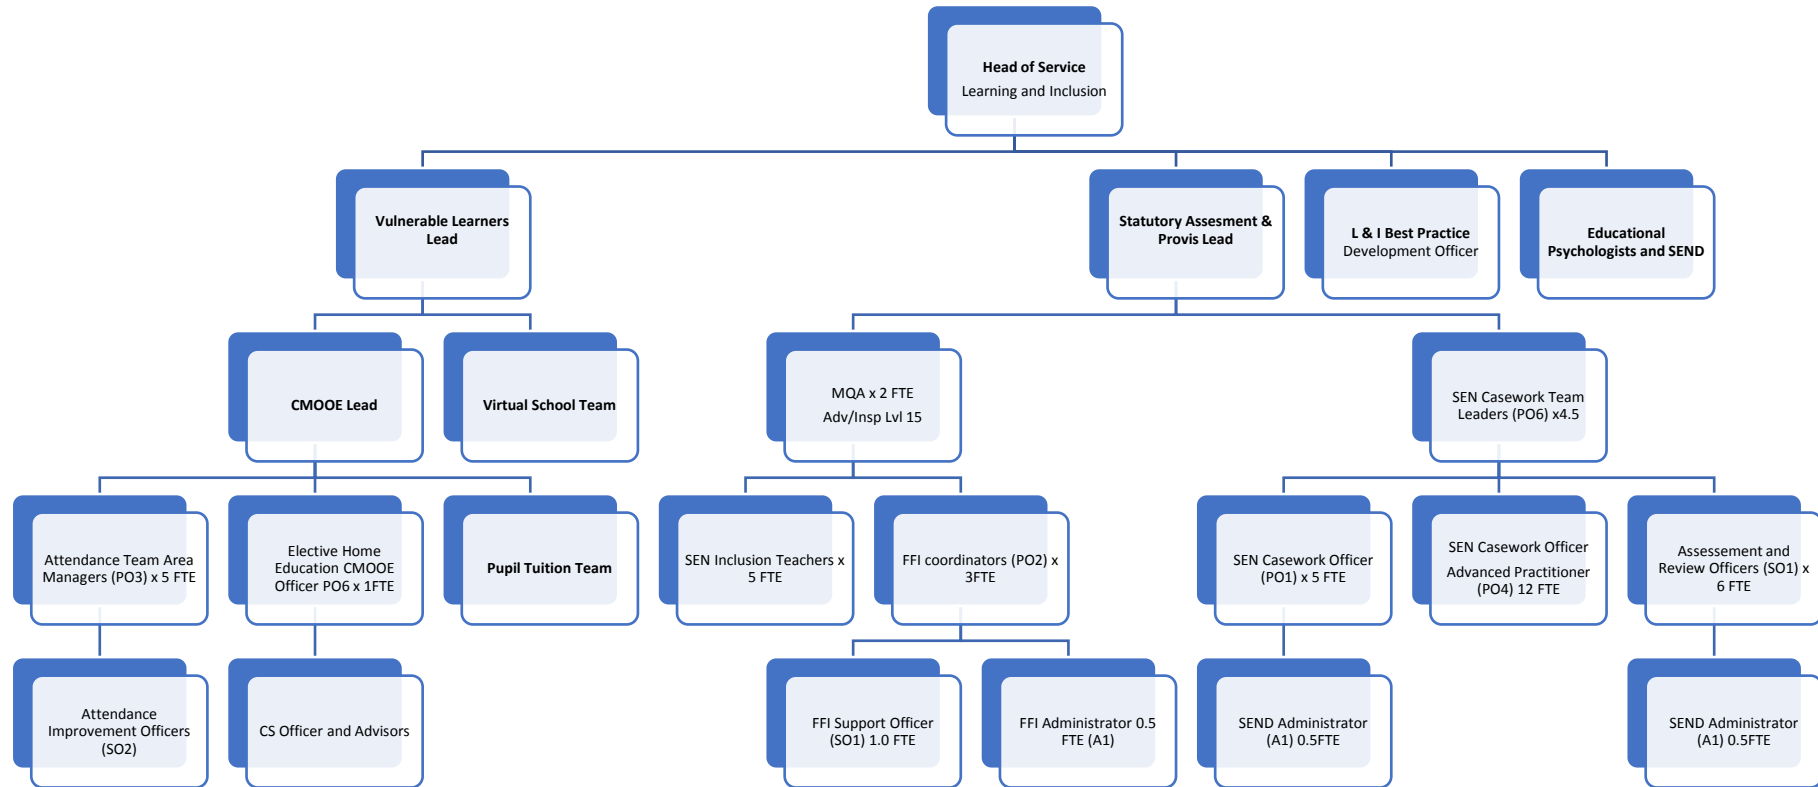 Head of Service
Learning and Inclusion
Vulnerable Learners
Lead
Statutory Assesment &
Provis Lead
L & I Best Practice
Development Officer
Educational
Psychologists and SEND
CMOOE Lead
Virtual School Team
MQA x 2 FTE
Adv/Insp Lvl 15
SEN Casework Team
Leaders (PO6) x4.5
Attendance Team Area
Managers (PO3) x 5 FTE
Elective Home
Education CMOOE
Officer PO6 x 1FTE
Pupil Tuition Team
SEN Inclusion Teachers x
5 FTE
FFI coordinators (PO2) x
3FTE
SEN Casework Officer
(PO1) x 5 FTE
SEN Casework Officer
Advanced Practitioner
(PO4) 12 FTE
Assessement and
Review Officers (SO1) x
6 FTE
Attendance
Improvement Officers
(SO2)
CS Officer and Advisors
FFI Support Officer
(SO1) 1.0 FTE
FFI Administrator 0.5
FTE (A1)
SEND Administrator
(A1) 0.5FTE
SEND Administrator
(A1) 0.5FTE